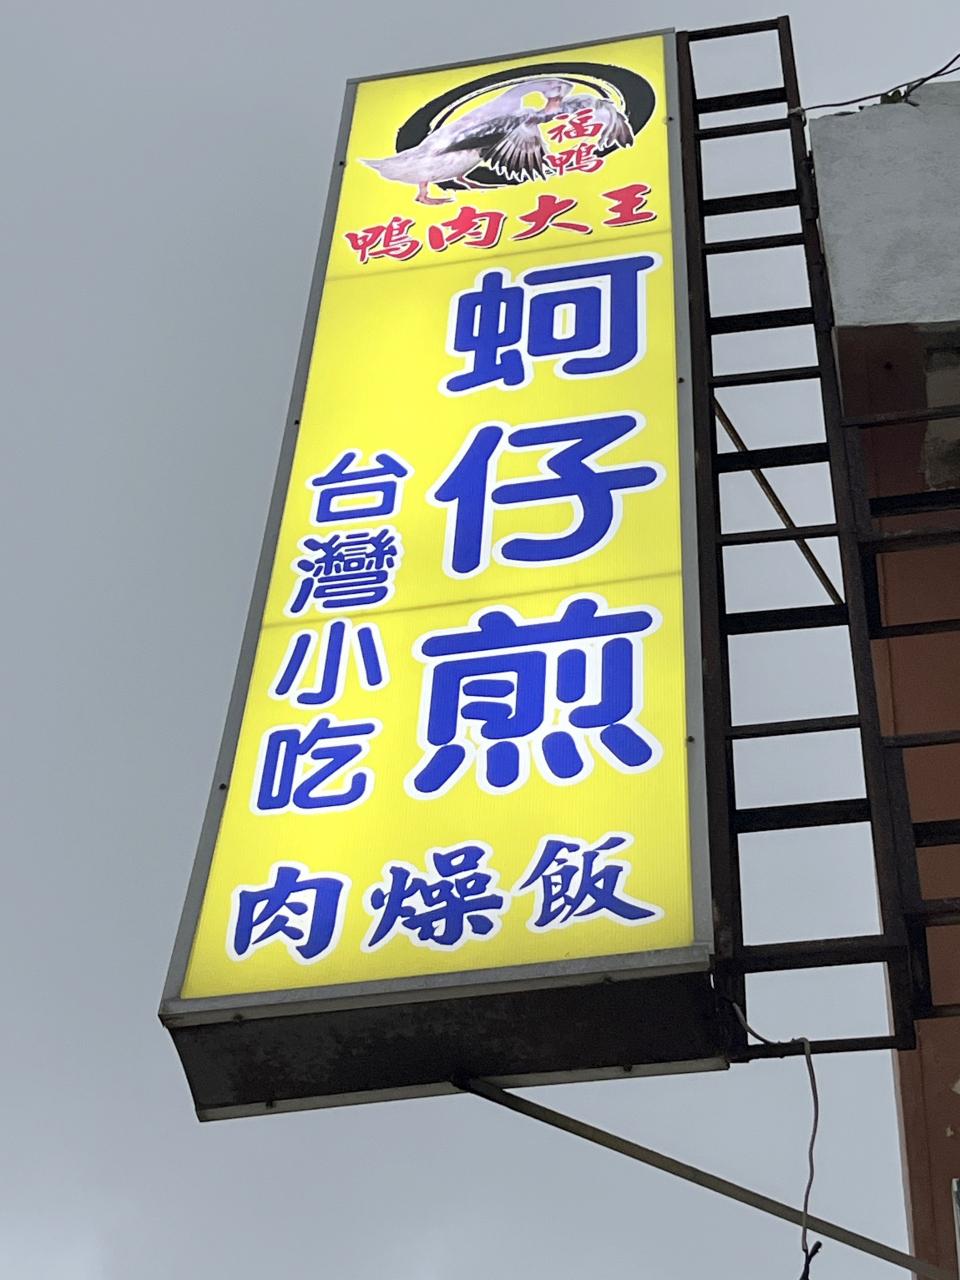 福鴨
鴨肉大王
蚵仔煎
台灣小吃
肉燥飯